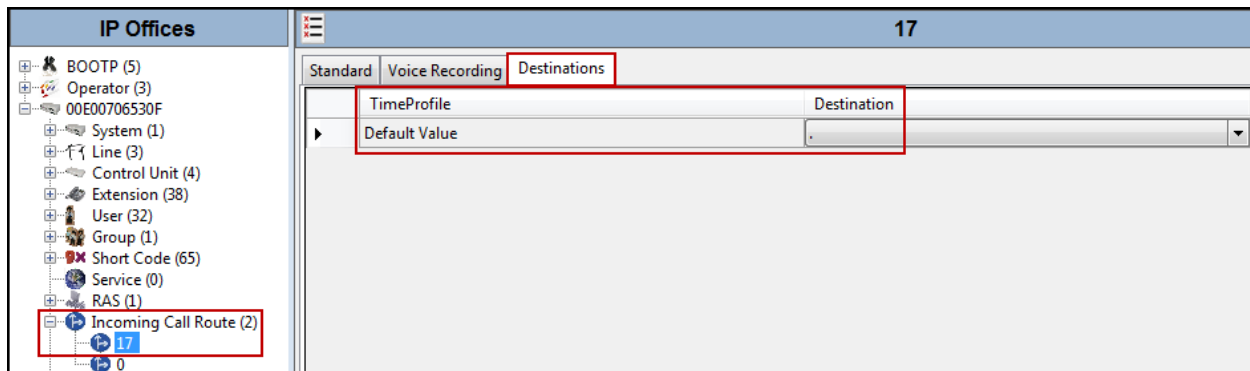 IP Offices
BOOTP (5)
Operator (3)
00E00706530F
System (1)
Line (3)
Control Unit (4)
Extension (38)
User (32)
Group (1)
Short Code (65)
Service (0)
RAS (1)
Incoming Call Route (2)
17
0
17
Standard Voice Recording Destinations
TimeProfile Destination
Default Value .